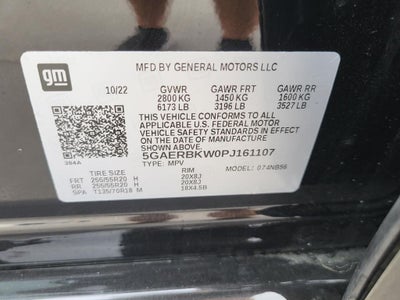 gm
MFD BY GENERAL MOTORS LLC
10/22 GVWR GAWR FRT GAWR RR
2800 KG 1450 KG 1600 KG
6173 LB 3196 LB 3527 LB
THIS VEHICLE CONFORMS TO ALL APPLICABLE
U.S. FEDERAL MOTOR
VEHICLE SAFETY STANDARDS IN
EFFECT ON THE DATE OF
MANUFACTURE SHOWN ABOVE.
5GAERBKW0PJ161107
TYPE: MPV MODEL: 074NB56
264A
TIRE SIZE RIM
FRT 255/55R20 H 20X8J
RR 255/55R20 H 20X8J
SPA T135/70R18 M 18X4.5B